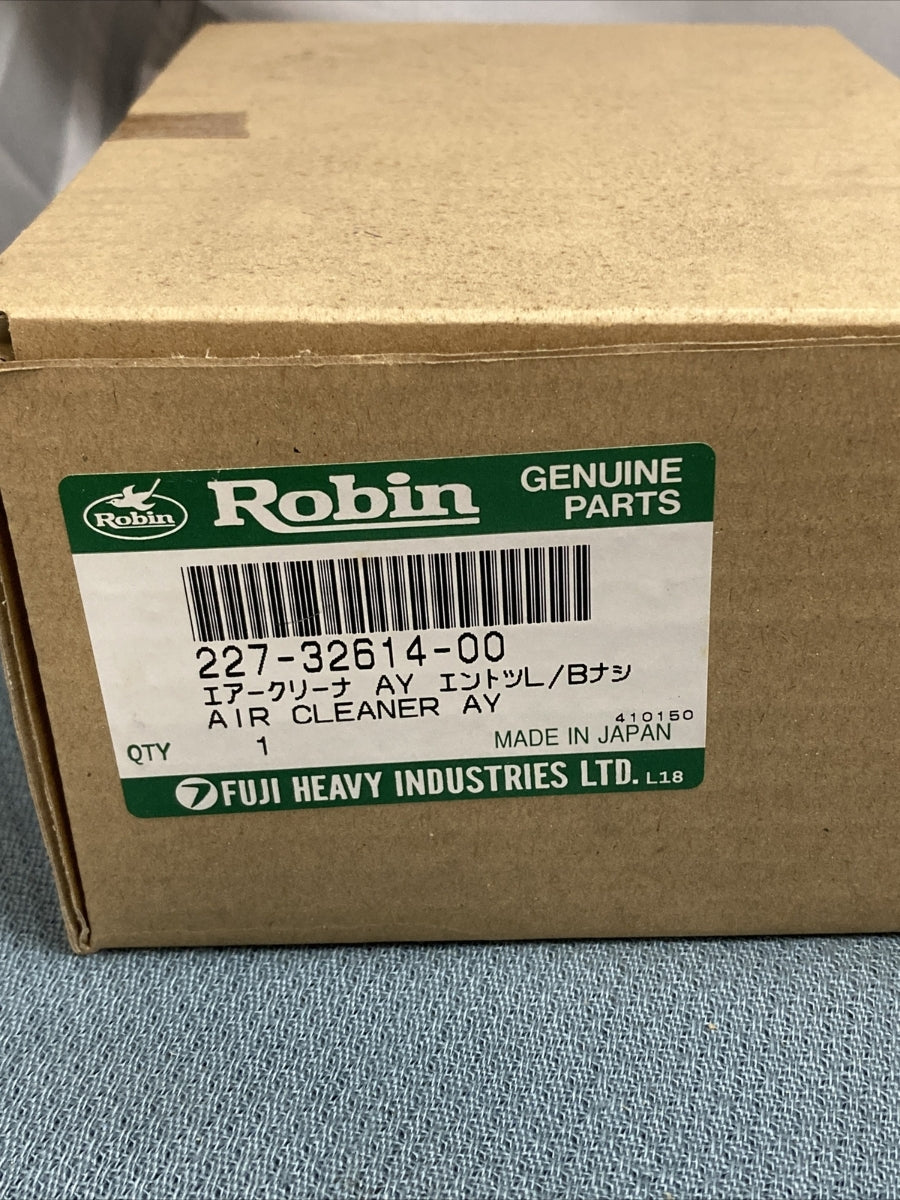 Robin
Robin
GENUINE
PARTS
227-32614-00
エアークリーナ AY エントツL/Bナシ
AIR CLEANER AY
410150
QTY 1 MADE IN JAPAN
FUJI HEAVY INDUSTRIES LTD. L18